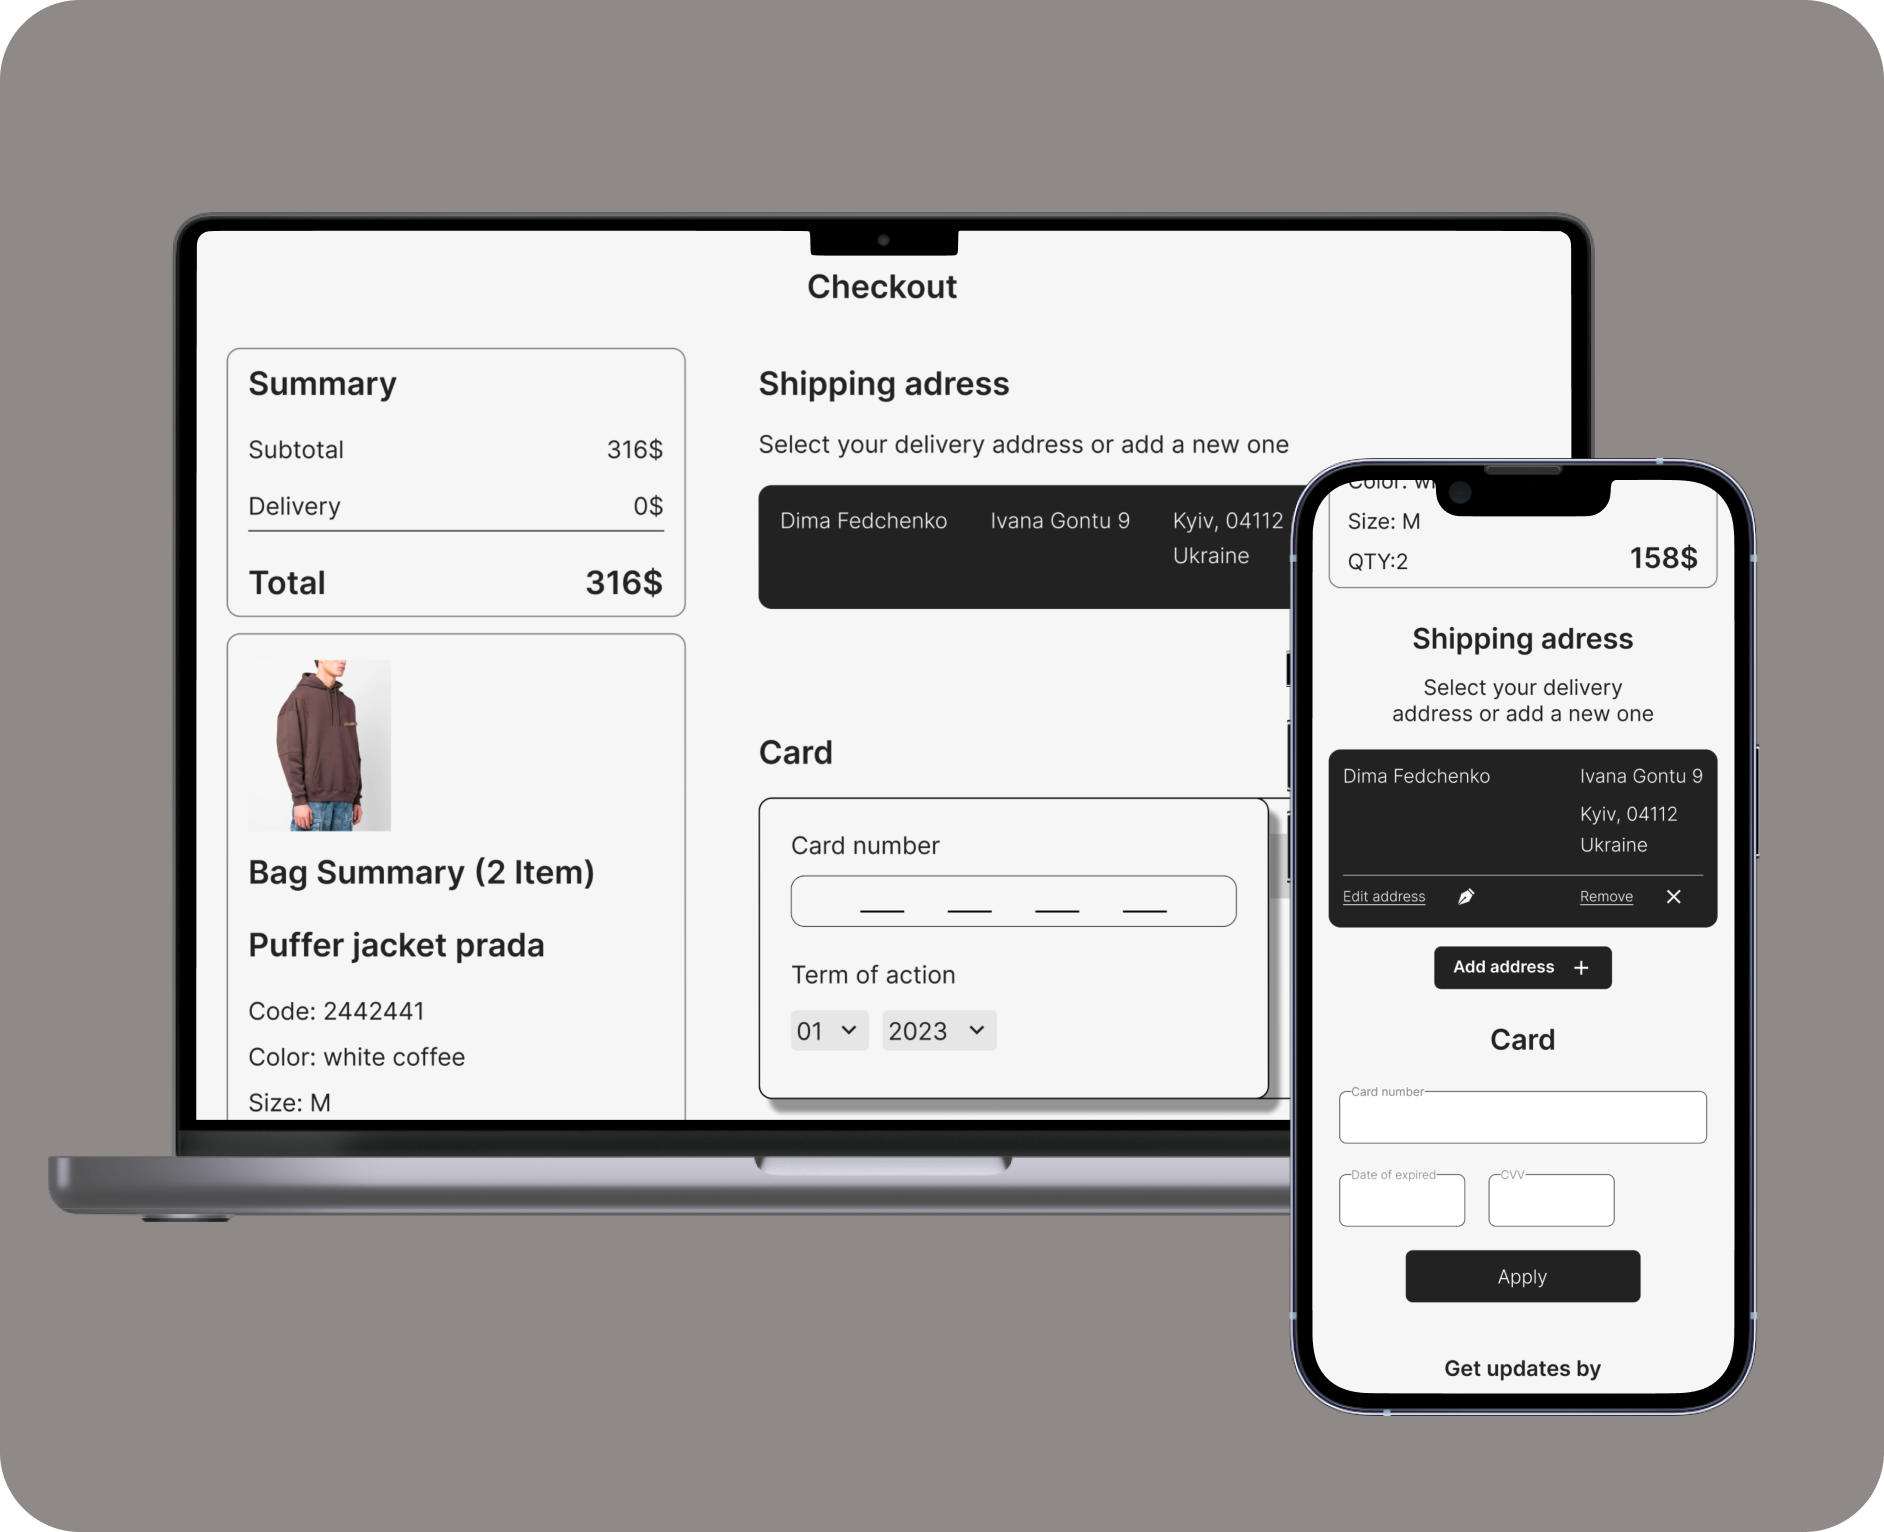 Checkout
Summary
Subtotal 316$
Delivery 0$
Total 316$
Bag Summary (2 Item)
Puffer jacket prada
Code: 2442441
Color: white coffee
Size: M
Shipping adress
Select your delivery address or add a new one
Dima Fedchenko Ivana Gontu 9 Kyiv, 04112
Ukraine
Card
Card number
Term of action
01 2023
Color:
Size: M
QTY:2 158$
Shipping adress
Select your delivery
address or add a new one
Dima Fedchenko Ivana Gontu 9
Kyiv, 04112
Ukraine
Edit address Remove
Add address +
Card
Card number
Date of expired CVV
Apply
Get updates by